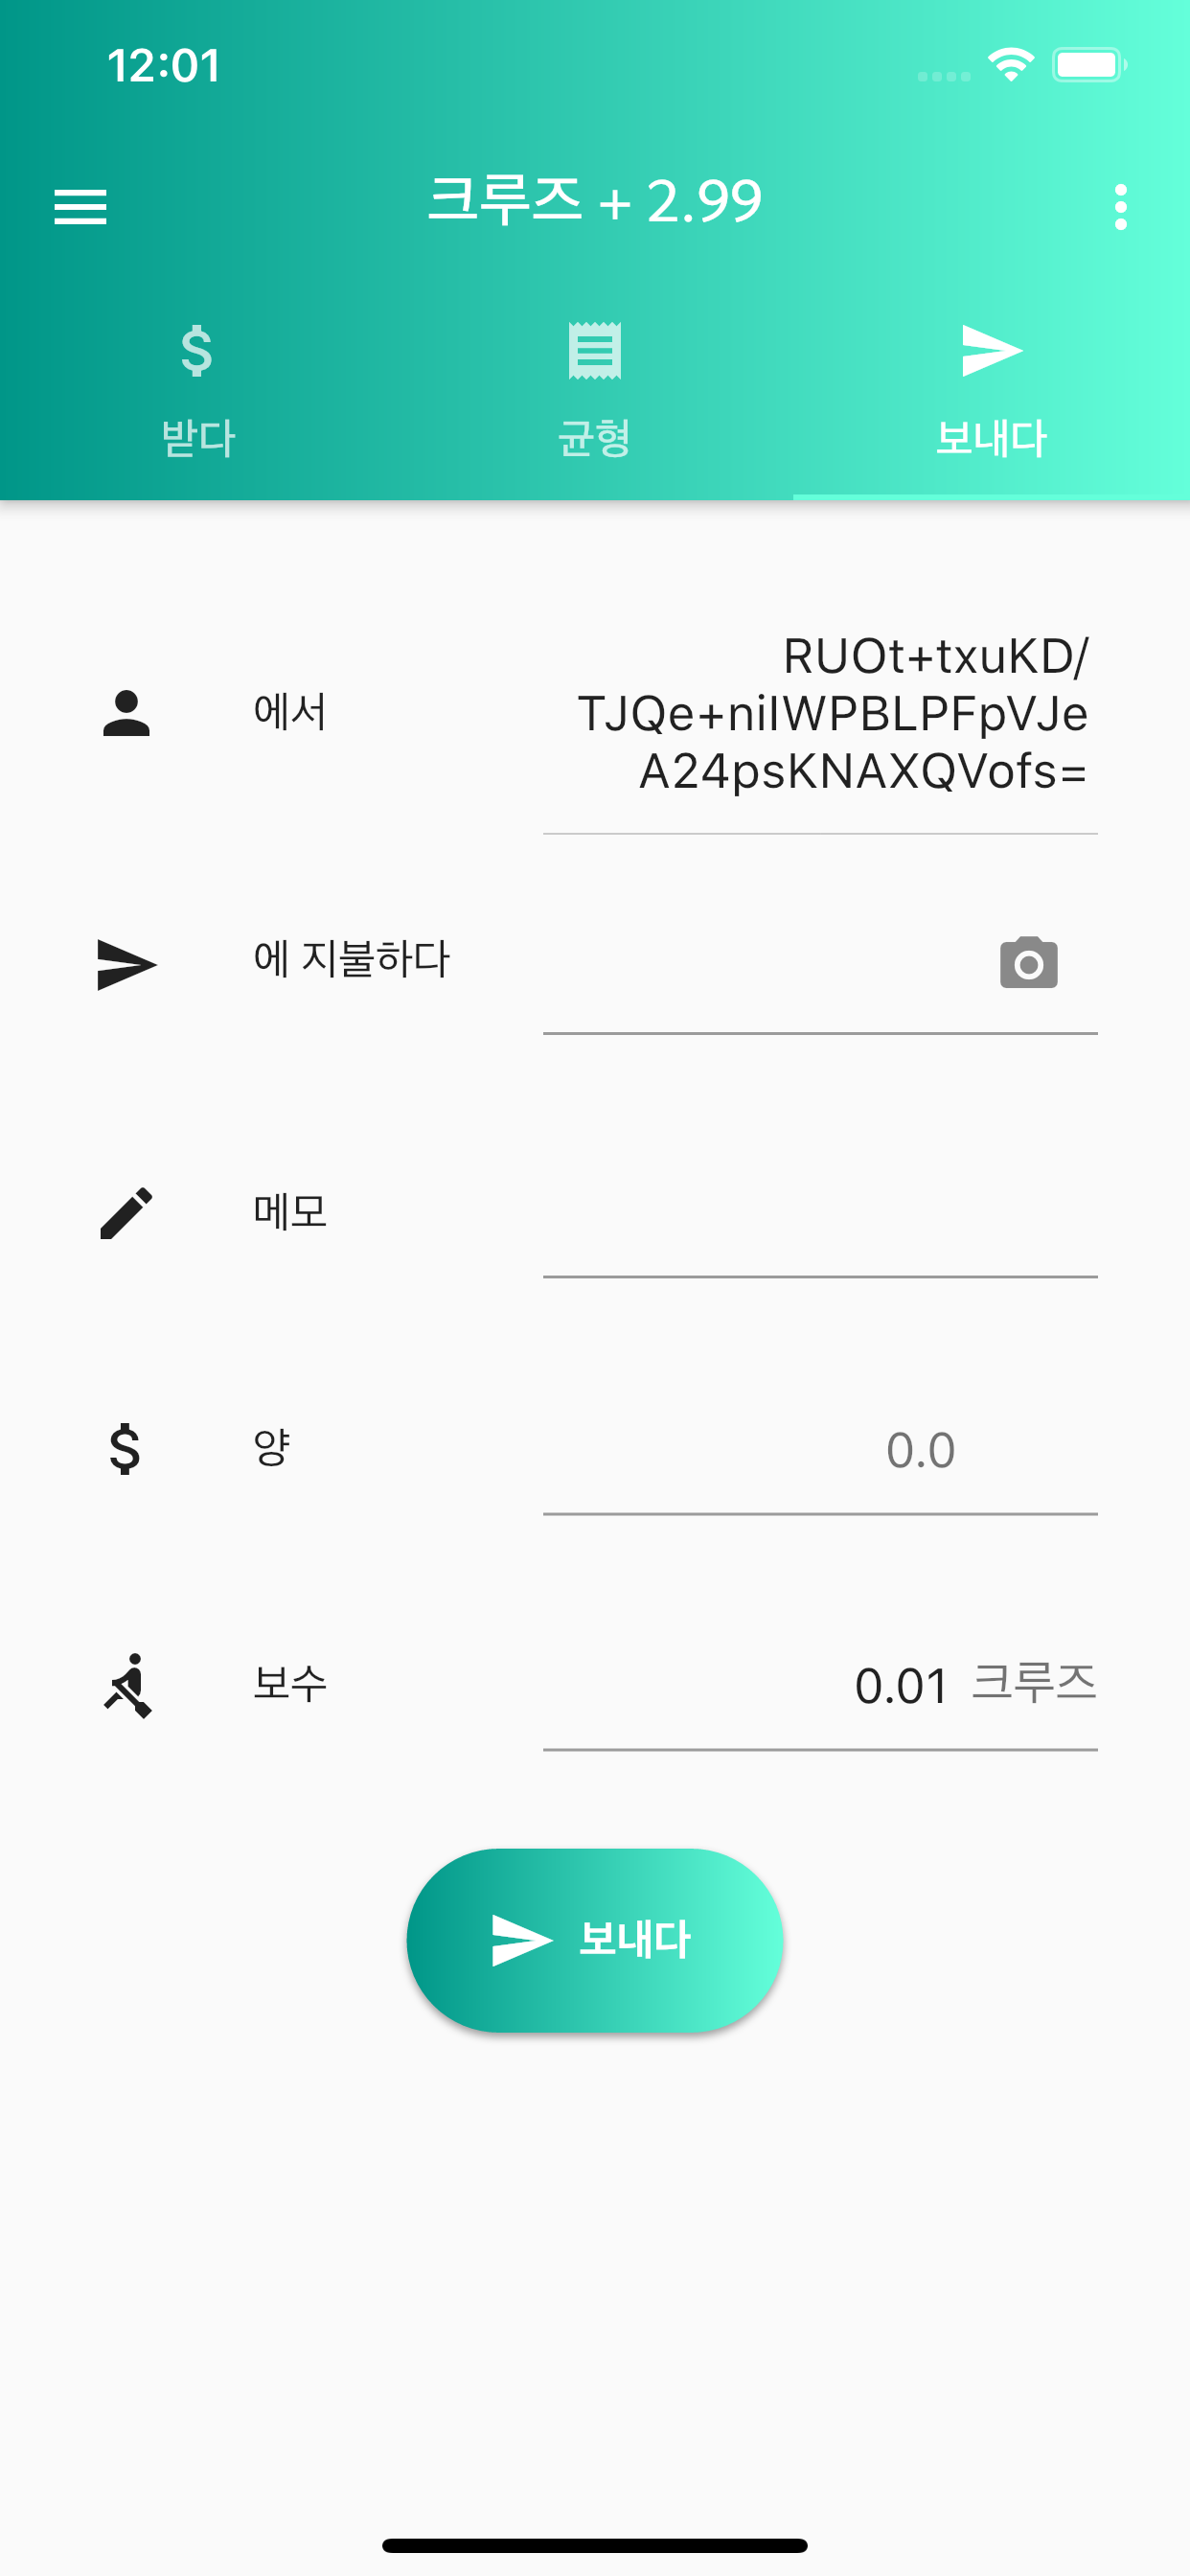 12:01
크루즈 + 2.99
받다
균형
보내다
에서
RUOt+txuKD/
TJQe+niIWPBLPFpVJe
A24psKNAXQVofs=
에 지불하다
메모
양
0.0
보수
0.01 크루즈
보내다